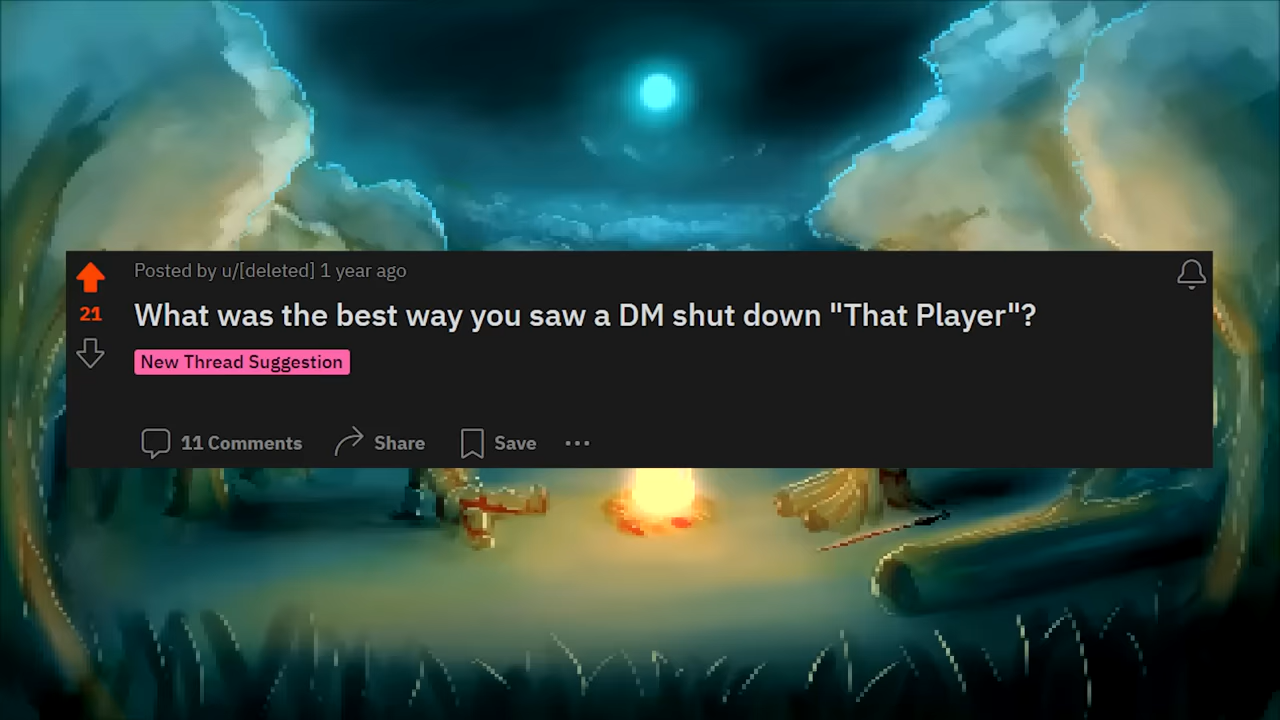 Posted by u/[deleted] 1 year ago
21
What was the best way you saw a DM shut down "That Player"?
New Thread Suggestion
11 Comments Share Save